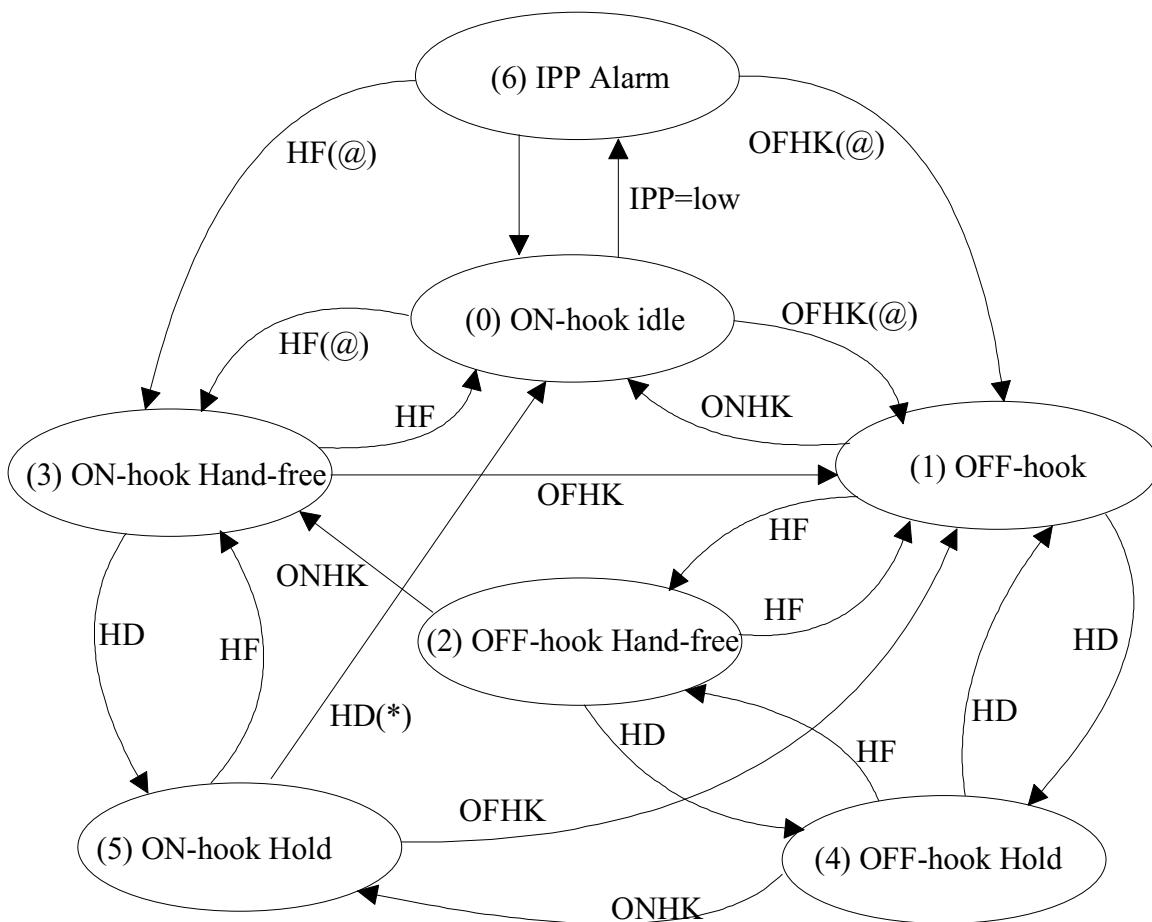 (6) IPP Alarm
HF(@)
OFHK(@)
IPP=low
(0) ON-hook idle
HF(@)
OFHK(@)
HF
ONHK
(3) ON-hook Hand-free
(1) OFF-hook
OFHK
HF
ONHK
HF
(2) OFF-hook Hand-free
HD
HF
HD
HD(*)
HD
HD
HF
OFHK
(5) ON-hook Hold
(4) OFF-hook Hold
ONHK